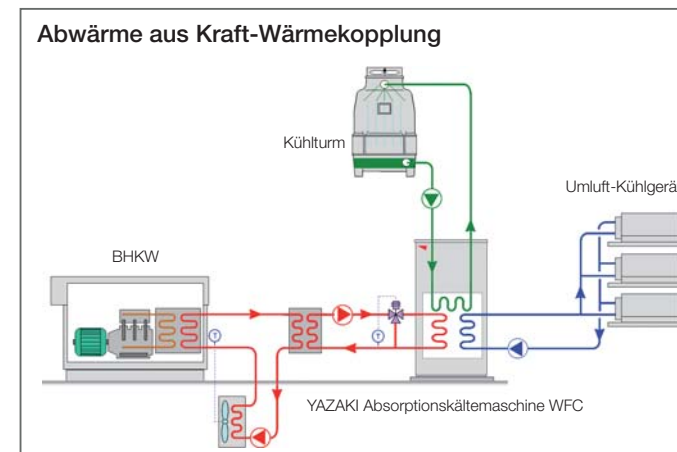 Abwärme aus Kraft-Wärmekopplung
Kühlturm
Umluft-Kühlgerä
BHKW
T
T
YAZAKI Absorptionskältemaschine WFC